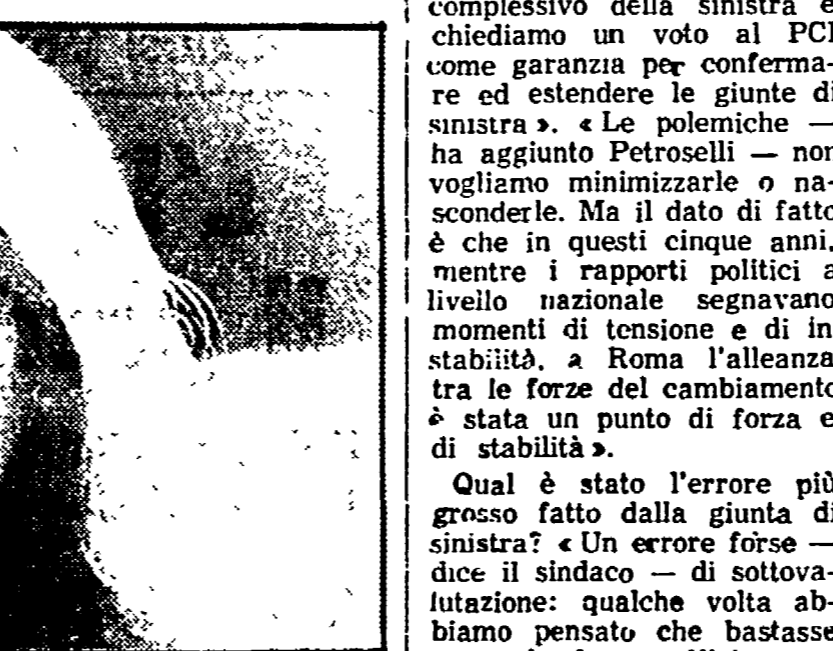 complessivo della sinistra e
chiediamo un voto al PCI
come garanzia per conferma-
re ed estendere le giunte di
sinistra ». « Le polemiche —
ha aggiunto Petroselli — non
vogliamo minimizzarle o na-
sconderle. Ma il dato di fatto
è che in questi cinque anni,
mentre i rapporti politici a
livello nazionale segnavano
momenti di tensione e di in
stabilità, a Roma l'alleanza
tra le forze del cambiamento
è stata un punto di forza e
di stabilità ».
Qual è stato l'errore più
grosso fatto dalla giunta di
sinistra? « Un errore forse —
dice il sindaco — di sottova-
lutazione: qualche volta ab-
biamo pensato che bastasse